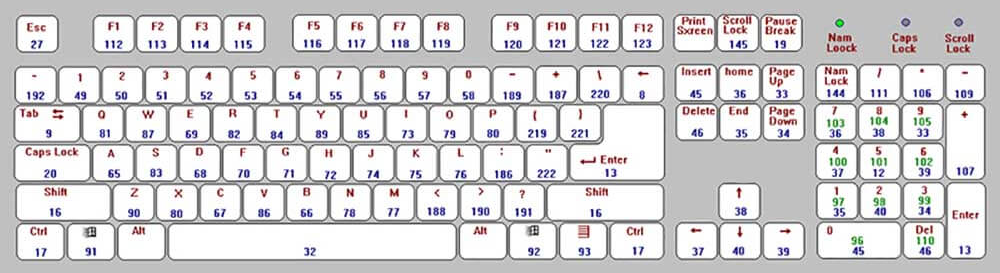 Esc F1 F2 F3 F4 F5 F6 F7 F8 F9 F10 F11 F12 Print Scroll Pause
Sxreen Lock Break
27 112 113 114 115 116 117 118 119 120 121 122 123 145 19
Nam Caps Scroll
Loock Lock Lock
- 1 2 3 4 5 6 7 8 9 0 - + \ ← Insert home Page Nam / * -
Up Lock
192 49 50 51 52 53 54 55 56 57 58 189 187 220 8 45 36 33 144 111 106 109
Tab Q W E R T Y U I O P { } Delete End Page 7 8 9 +
Down 103 104 105
9 81 87 69 82 84 89 85 73 79 80 219 221 46 35 34 36 38 33
Caps Lock A S D F G H J K L : " ← Enter 4 5 6
100 101 102
20 65 83 68 70 71 72 74 75 76 186 222 13 37 12 39 107
Shift Z X C V B N M < > ? Shift ↑ 1 2 3 Enter
97 98 99
16 90 80 67 86 66 78 77 188 190 191 16 38 35 40 34
Ctrl Alt Alt Ctrl ← ↓ → 0 Del
96 110
17 91 32 92 93 17 37 40 39 45 46 13